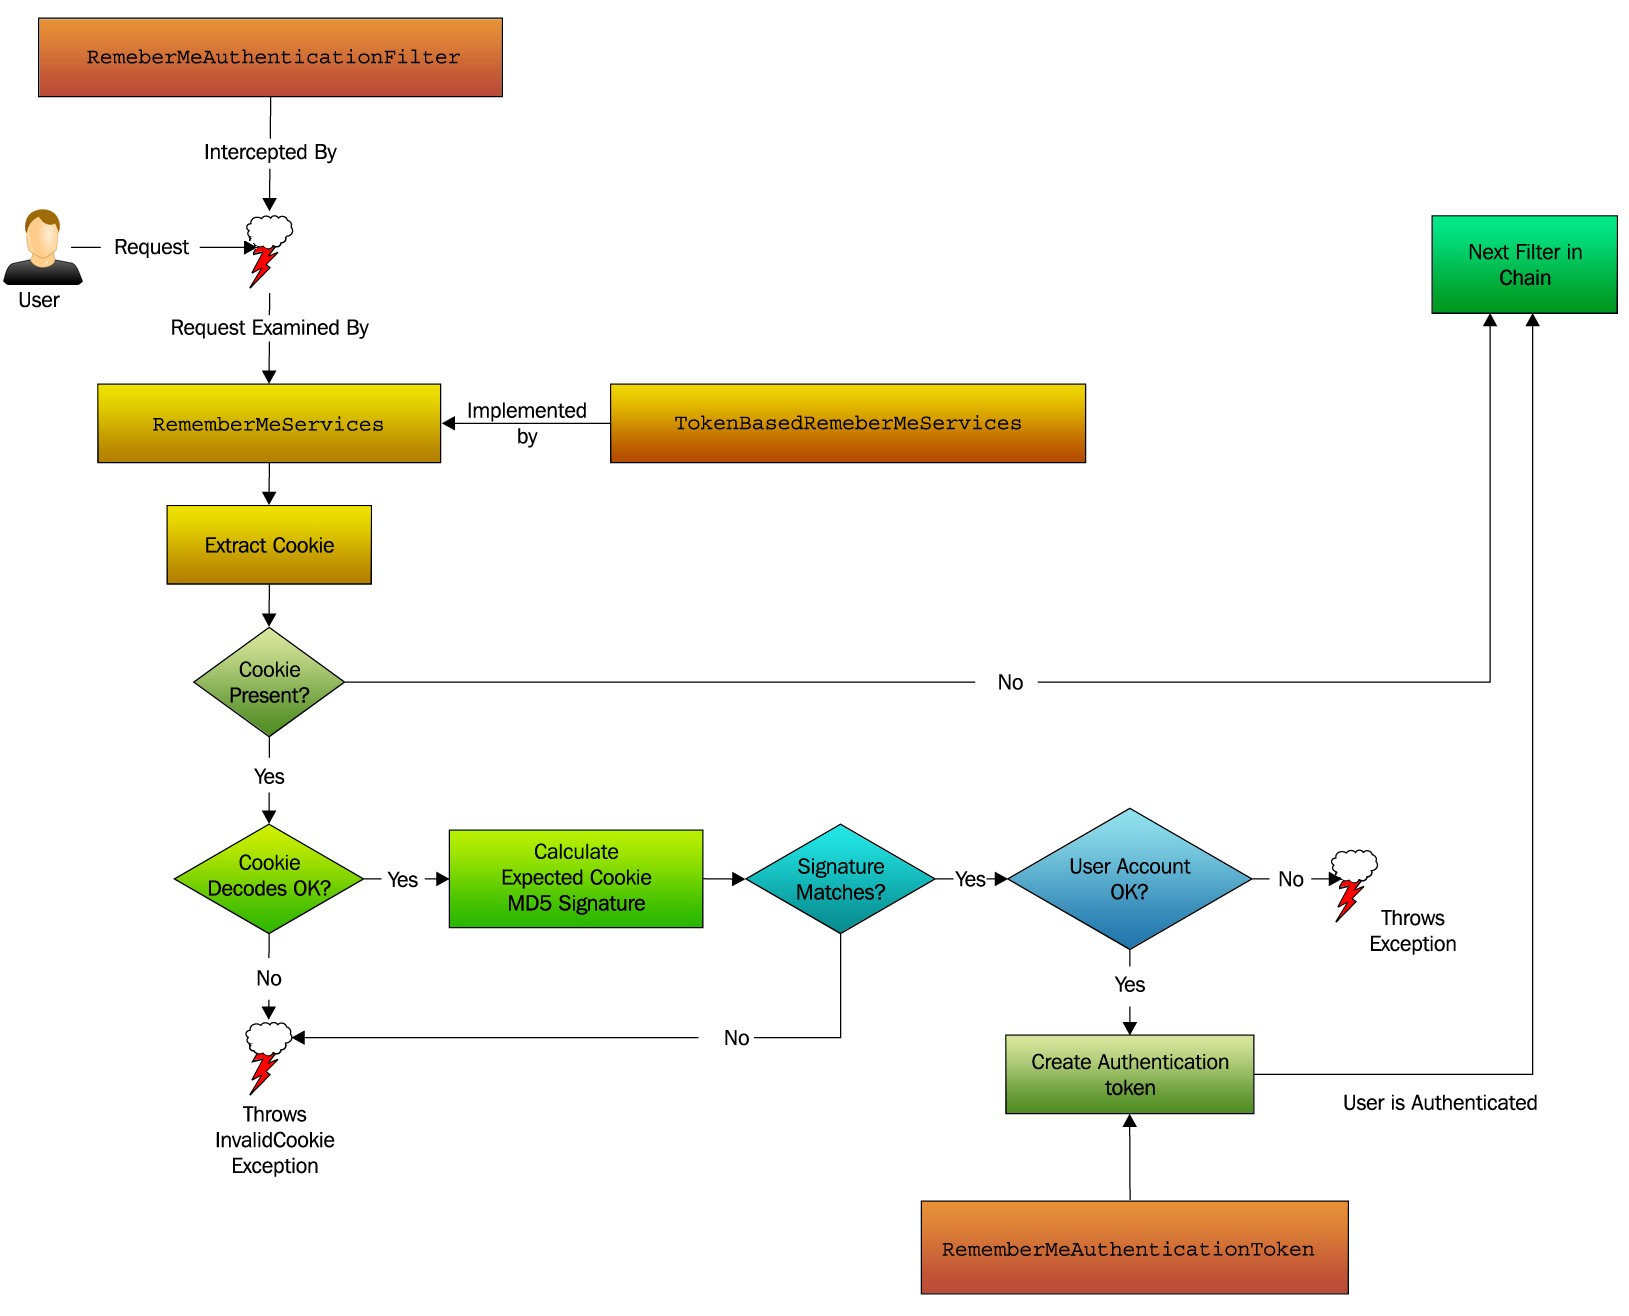 RemeberMeAuthenticationFilter
Intercepted By
Request
User
Next Filter in
Chain
Request Examined By
RememberMeServices
Implemented
by
TokenBasedRemeberMeServices
Extract Cookie
Cookie
Present?
No
Yes
Cookie
Decodes OK?
Yes
Calculate
Expected Cookie
MD5 Signature
Signature
Matches?
Yes
User Account
OK?
No
Throws
Exception
No
Yes
No
Create Authentication
token
User is Authenticated
Throws
InvalidCookie
Exception
RememberMeAuthenticationToken